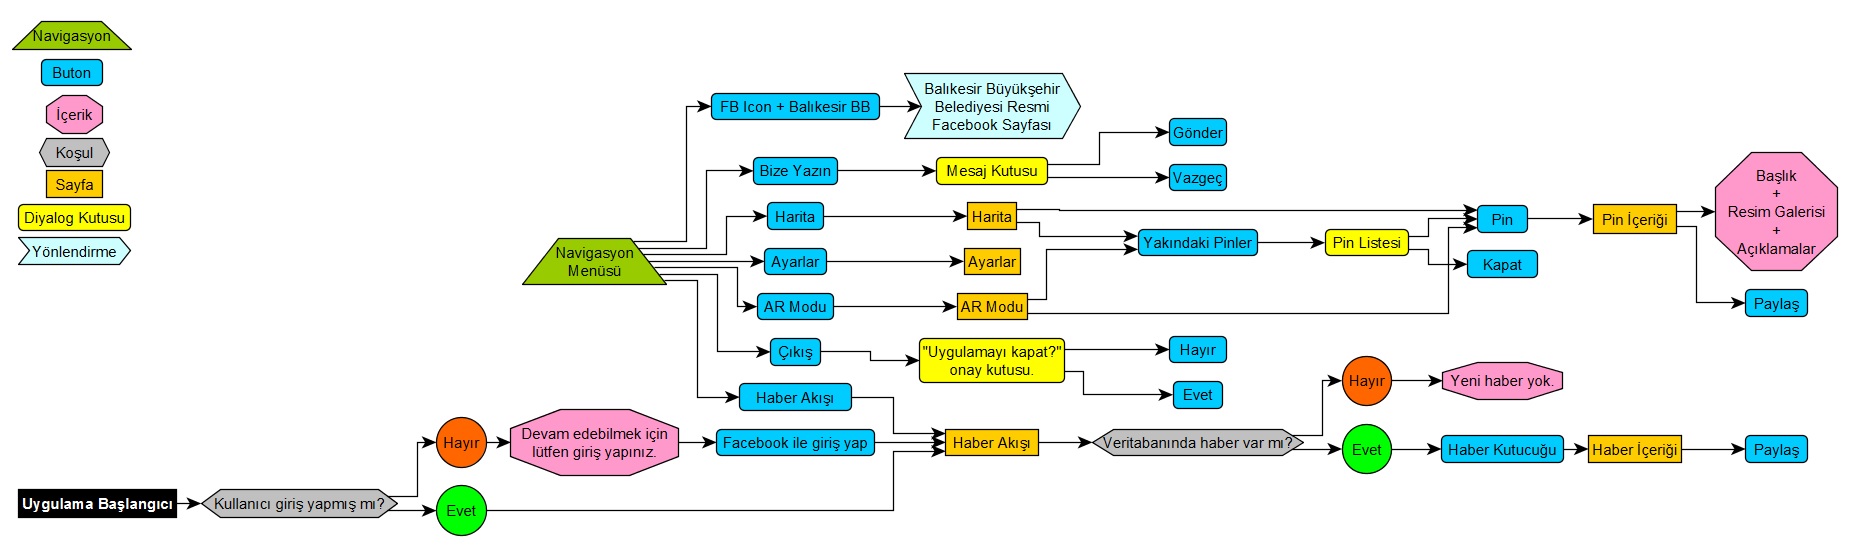 Navigasyon
Buton
İçerik
Koşul
Sayfa
Diyalog Kutusu
Yönlendirme
Navigasyon
Menüsü
FB Icon + Balıkesir BB
Balıkesir Büyükşehir
Belediyesi Resmi
Facebook Sayfası
Bize Yazın
Mesaj Kutusu
Gönder
Vazgeç
Harita
Harita
Yakındaki Pinler
Pin Listesi
Pin
Kapat
Pin İçeriği
Başlık
+
Resim Galerisi
+
Açıklamalar
Paylaş
Ayarlar
Ayarlar
AR Modu
AR Modu
Çıkış
"Uygulamayı kapat?"
onay kutusu.
Hayır
Evet
Haber Akışı
Uygulama Başlangıcı
Kullanıcı giriş yapmış mı?
Hayır
Evet
Devam edebilmek için
lütfen giriş yapınız.
Facebook ile giriş yap
Haber Akışı
Veritabanında haber var mı?
Hayır
Yeni haber yok.
Evet
Haber Kutucuğu
Haber İçeriği
Paylaş